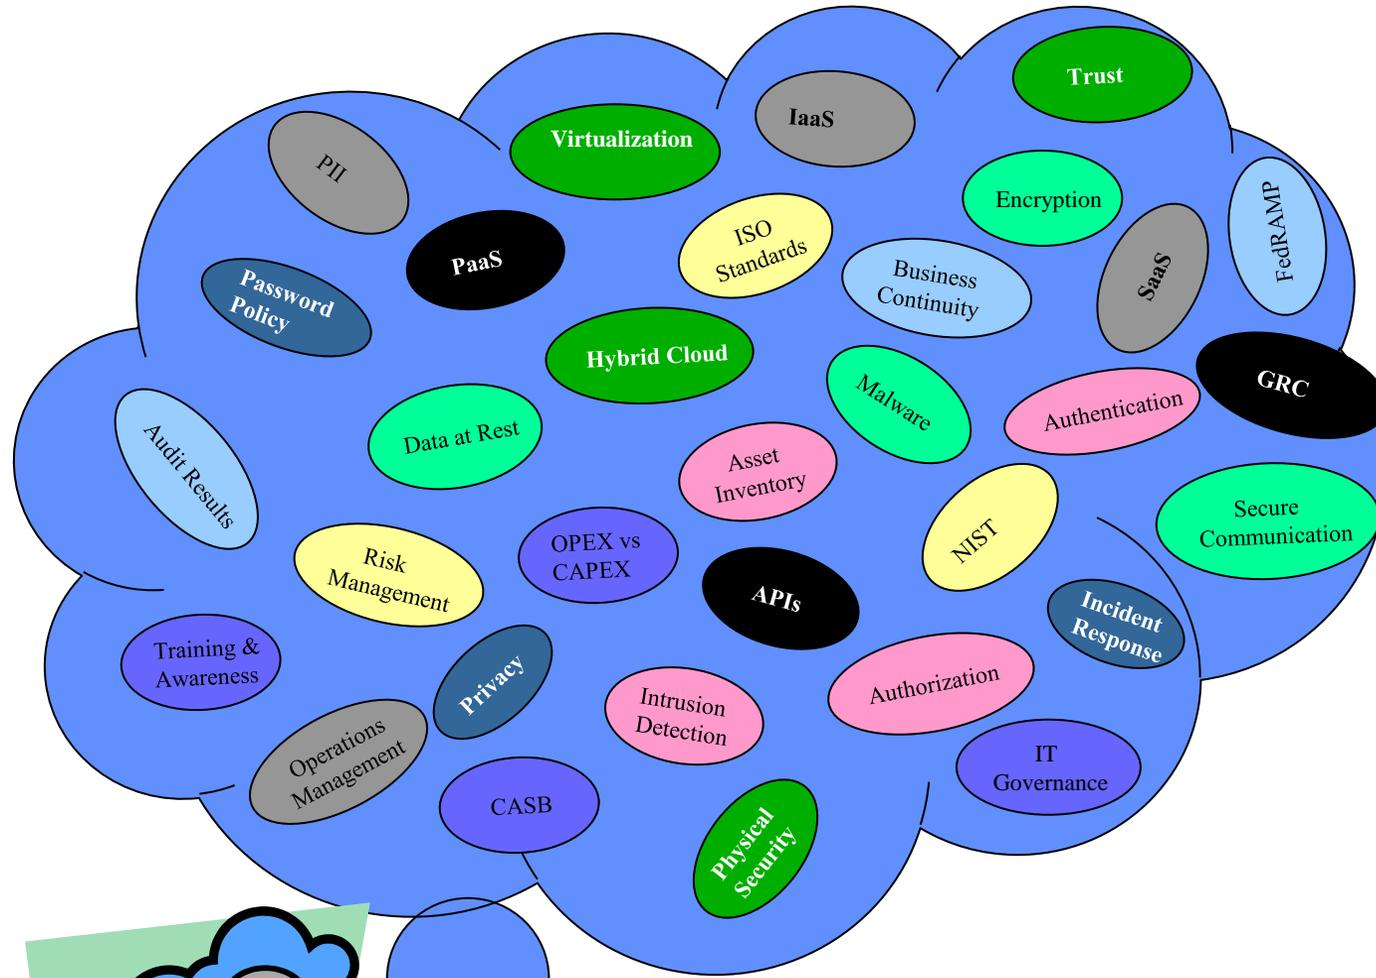 Trust
IaaS
Virtualization
PII
Encryption
FedRAMP
ISO
Standards
PaaS
SaaS
Business
Continuity
Password
Policy
Hybrid Cloud
GRC
Malware
Authentication
Data at Rest
Audit Results
Asset
Inventory
Secure
Communication
NIST
OPEX vs
CAPEX
Risk
Management
APIs
Incident
Response
Training &
Awareness
Privacy
Authorization
Intrusion
Detection
Operations
Management
IT
Governance
CASB
Physical
Security